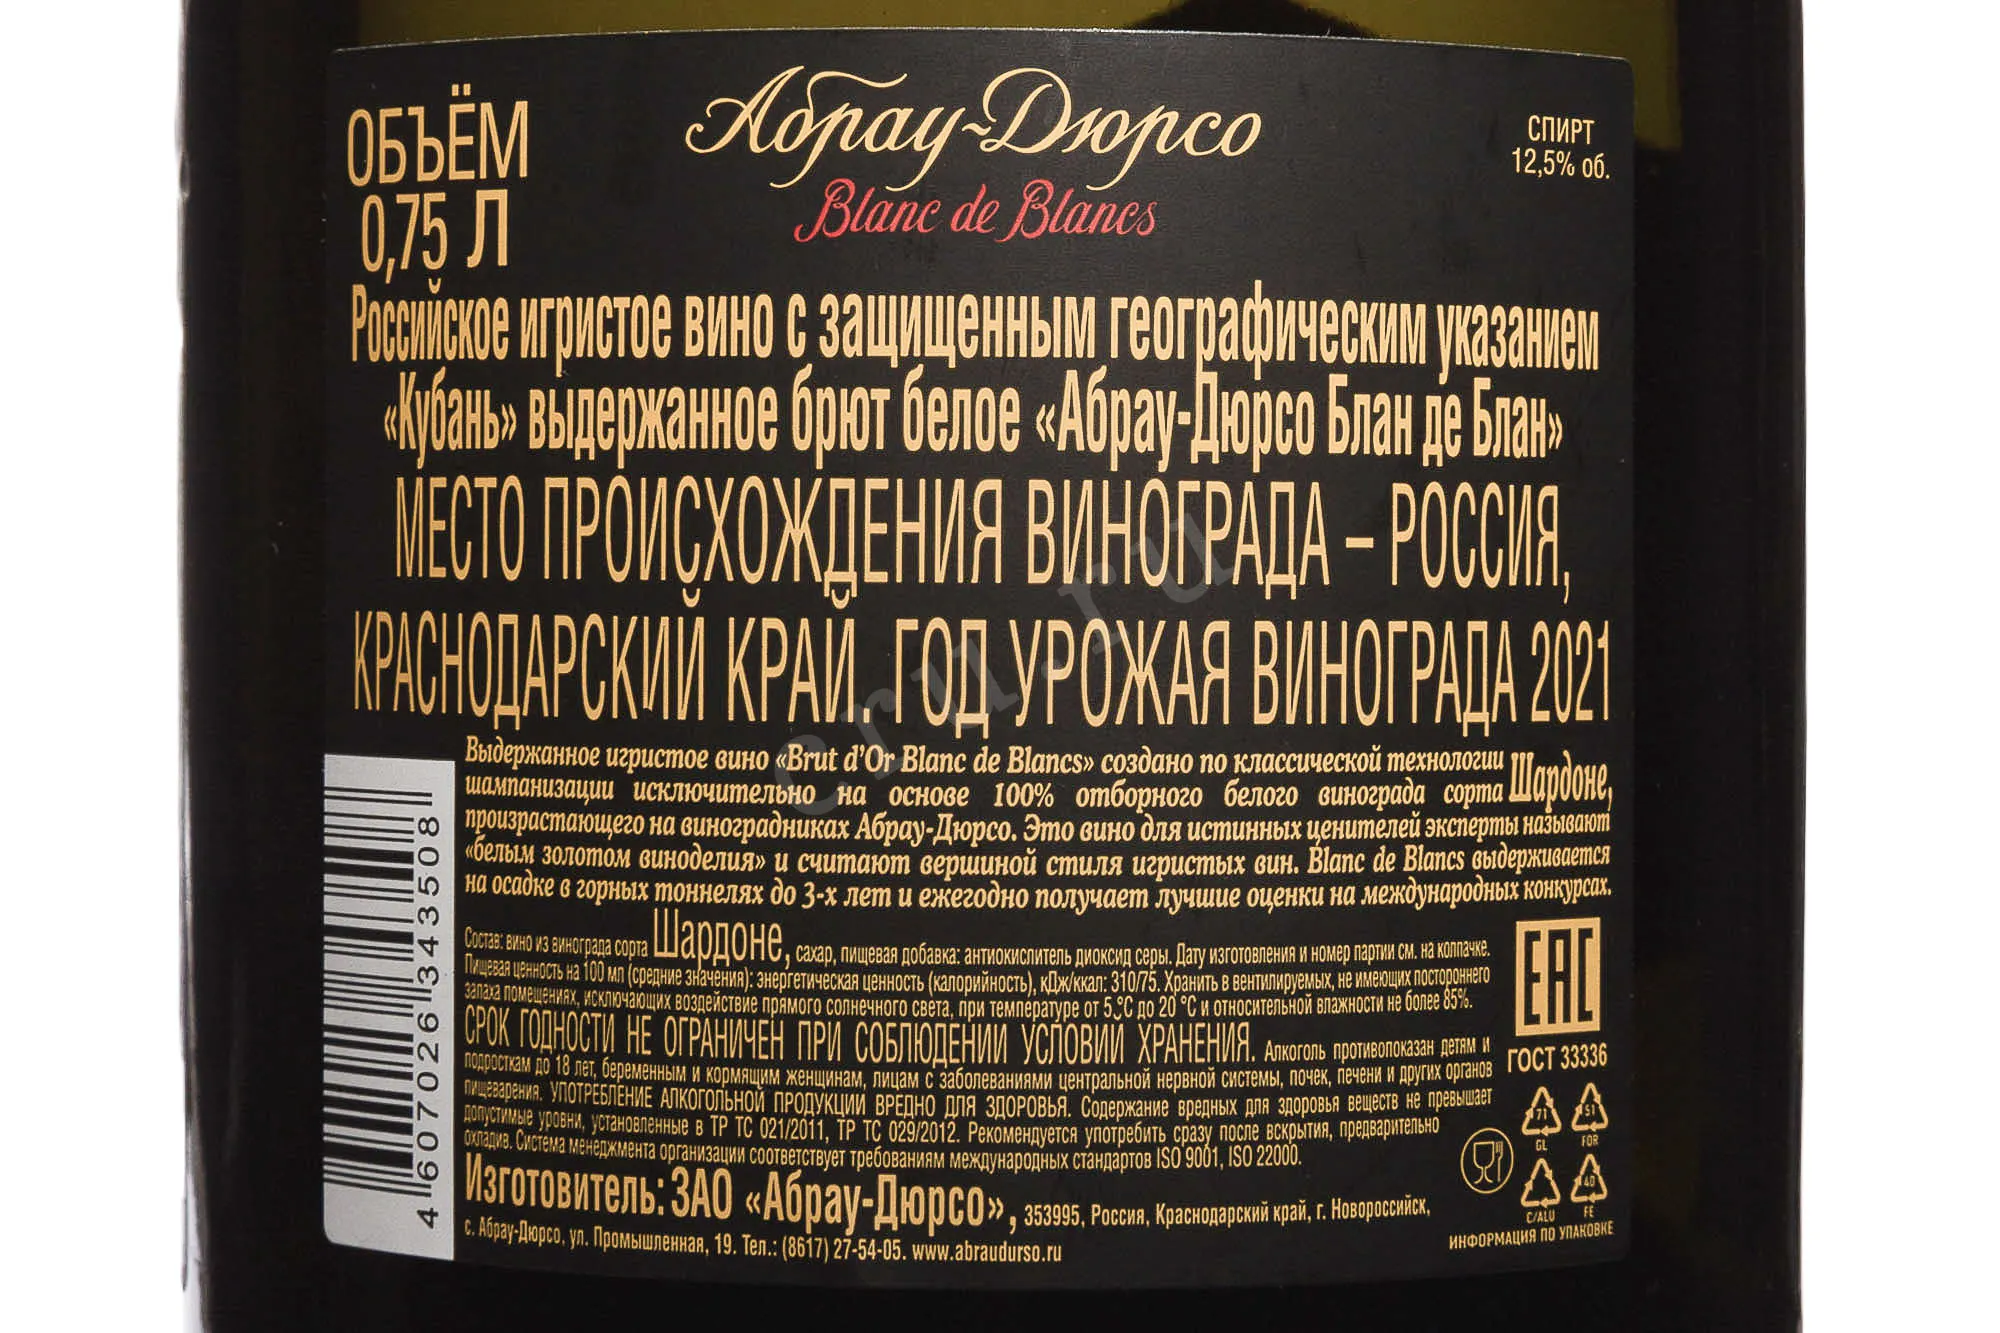 ОБЪЁМ
0,75 Л
Абрау-Дюрсо
Blanc de Blancs
СПИРТ
12,5% об.
Российское игристое вино с защищенным географическим указанием
«Кубань» выдержанное брют белое «Абрау-Дюрсо Блан де Блан»
МЕСТО ПРОИСХОЖДЕНИЯ ВИНОГРАДА – РОССИЯ,
КРАСНОДАРСКИЙ КРАЙ. ГОД УРОЖАЯ ВИНОГРАДА 2021
Выдержанное игристое вино «Brut d’Or Blanc de Blancs» создано по классической технологии
шампанизации исключительно на основе 100% отборного белого винограда сорта Шардоне,
произрастающего на виноградниках Абрау-Дюрсо. Это вино для истинных ценителей эксперты называют
«белым золотом виноделия» и считают вершиной стиля игристых вин. Blanc de Blancs выдерживается
на осадке в горных тоннелях до 3-х лет и ежегодно получает лучшие оценки на международных конкурсах.
Состав: вино из винограда сорта Шардоне, сахар, пищевая добавка: антиокислитель диоксид серы. Дату изготовления и номер партии см. на колпачке.
Пищевая ценность на 100 мл (средние значения): энергетическая ценность (калорийность), кДж/ккал: 310/75. Хранить в вентилируемых, не имеющих постороннего
запаха помещениях, исключающих воздействие прямого солнечного света, при температуре от 5 °С до 20 °С и относительной влажности не более 85%.
СРОК ГОДНОСТИ НЕ ОГРАНИЧЕН ПРИ СОБЛЮДЕНИИ УСЛОВИЙ ХРАНЕНИЯ. Алкоголь противопоказан детям и
подросткам до 18 лет, беременным и кормящим женщинам, лицам с заболеваниями центральной нервной системы, почек, печени и других органов
пищеварения. УПОТРЕБЛЕНИЕ АЛКОГОЛЬНОЙ ПРОДУКЦИИ ВРЕДНО ДЛЯ ЗДОРОВЬЯ. Содержание вредных для здоровья веществ не превышает
допустимые уровни, установленные в ТР ТС 021/2011, ТР ТС 029/2012. Рекомендуется употребить сразу после вскрытия, предварительно
охладив. Система менеджмента организации соответствует требованиям международных стандартов ISO 9001, ISO 22000.
Изготовитель: ЗАО «Абрау-Дюрсо», 353995, Россия, Краснодарский край, г. Новороссийск,
с. Абрау-Дюрсо, ул. Промышленная, 19. Тел.: (8617) 27-54-05. www.abraudurso.ru
4 607026 343508
EAC
ГОСТ 33336
71
GL
51
FOR
C/ALU
40
FE
ИНФОРМАЦИЯ ПО УПАКОВКЕ
eru.ru